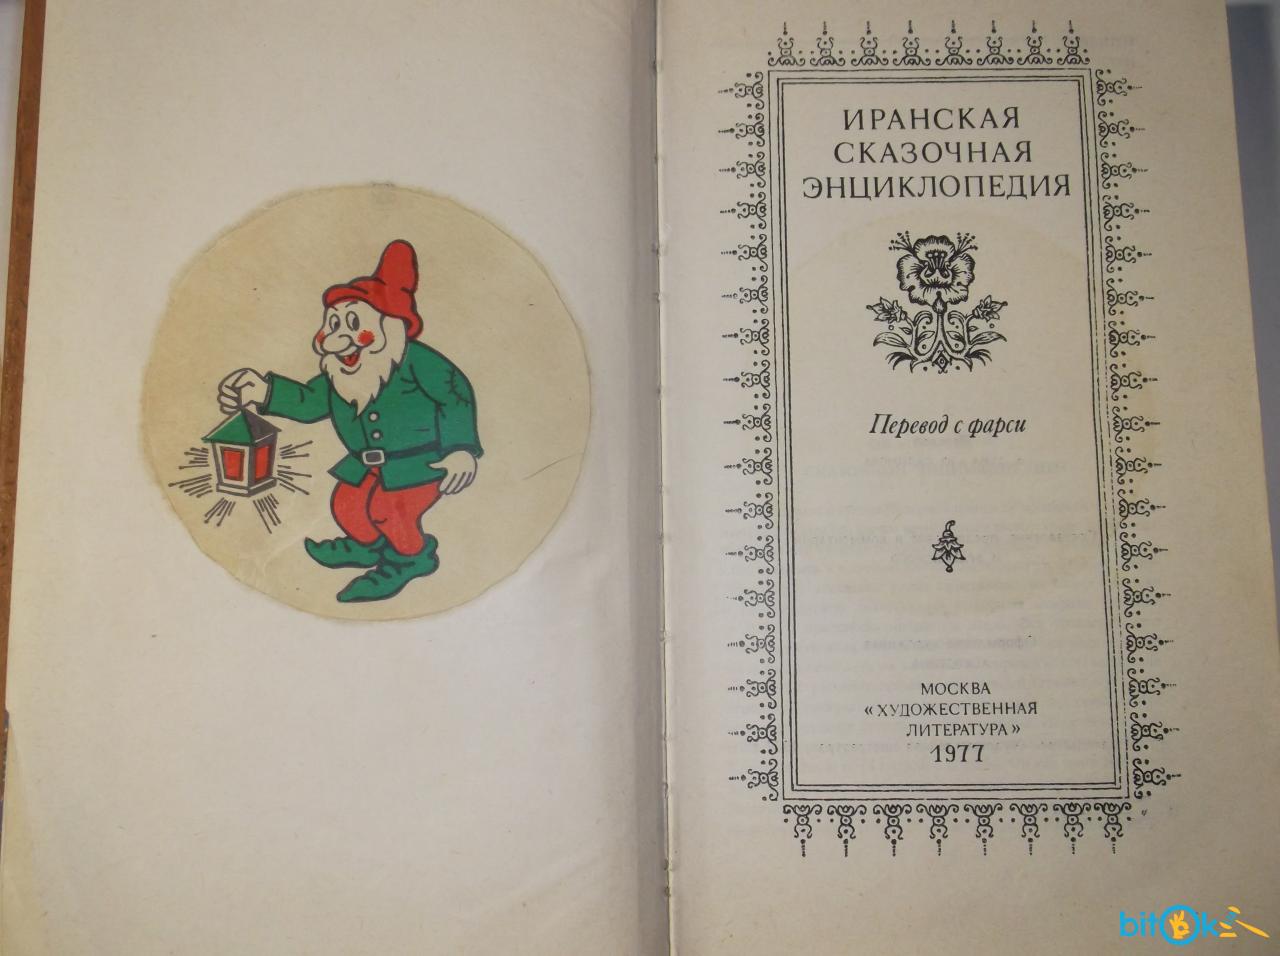 ИРАНСКАЯ
СКАЗОЧНАЯ
ЭНЦИКЛОПЕДИЯ
Перевод с фарси
МОСКВА
«ХУДОЖЕСТВЕННАЯ
ЛИТЕРАТУРА»
1977
bitok